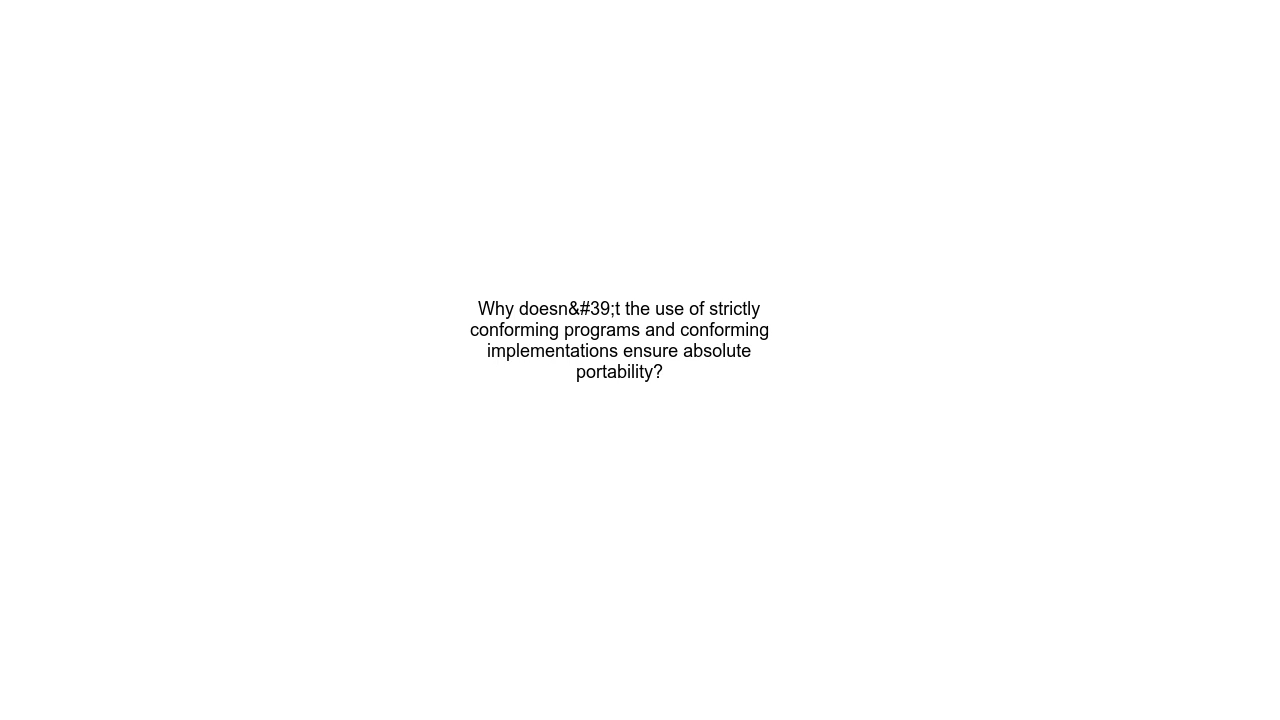 Why doesn&#39;t the use of strictly
conforming programs and conforming
implementations ensure absolute
portability?